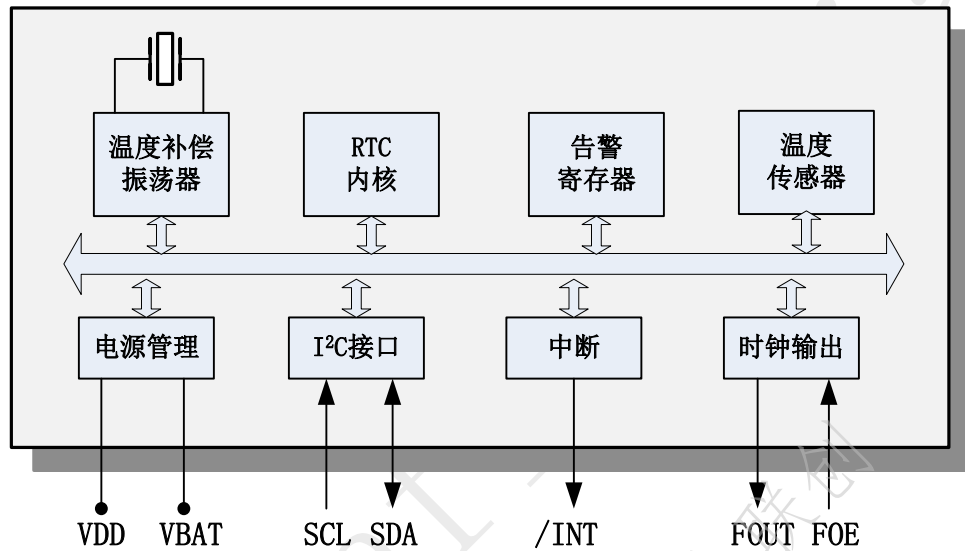 温度补偿
振荡器
RTC
内核
告警
寄存器
温度
传感器
电源管理
I²C接口
中断
时钟输出
VDD VBAT SCL SDA /INT FOUT FOE
联创